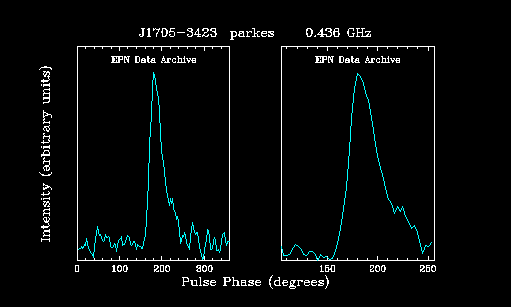 J1705-3423 parkes 0.436 GHz
EPN Data Archive EPN Data Archive
Intensity (arbitrary units)
0 100 200 300 150 200 250
Pulse Phase (degrees)